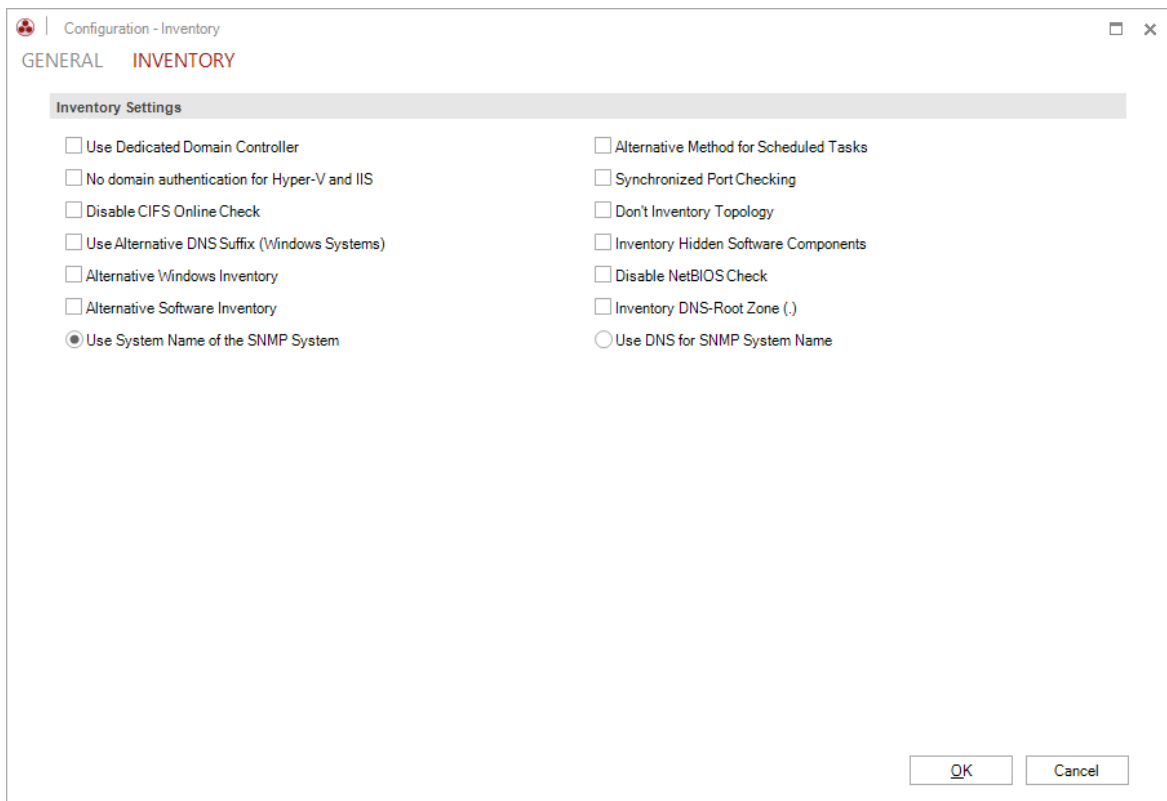 Configuration - Inventory
GENERAL INVENTORY
Inventory Settings
Use Dedicated Domain Controller
Alternative Method for Scheduled Tasks
No domain authentication for Hyper-V and IIS
Synchronized Port Checking
Disable CIFS Online Check
Don't Inventory Topology
Use Alternative DNS Suffix (Windows Systems)
Inventory Hidden Software Components
Alternative Windows Inventory
Disable NetBIOS Check
Alternative Software Inventory
Inventory DNS-Root Zone (.)
Use System Name of the SNMP System
Use DNS for SNMP System Name
OK Cancel